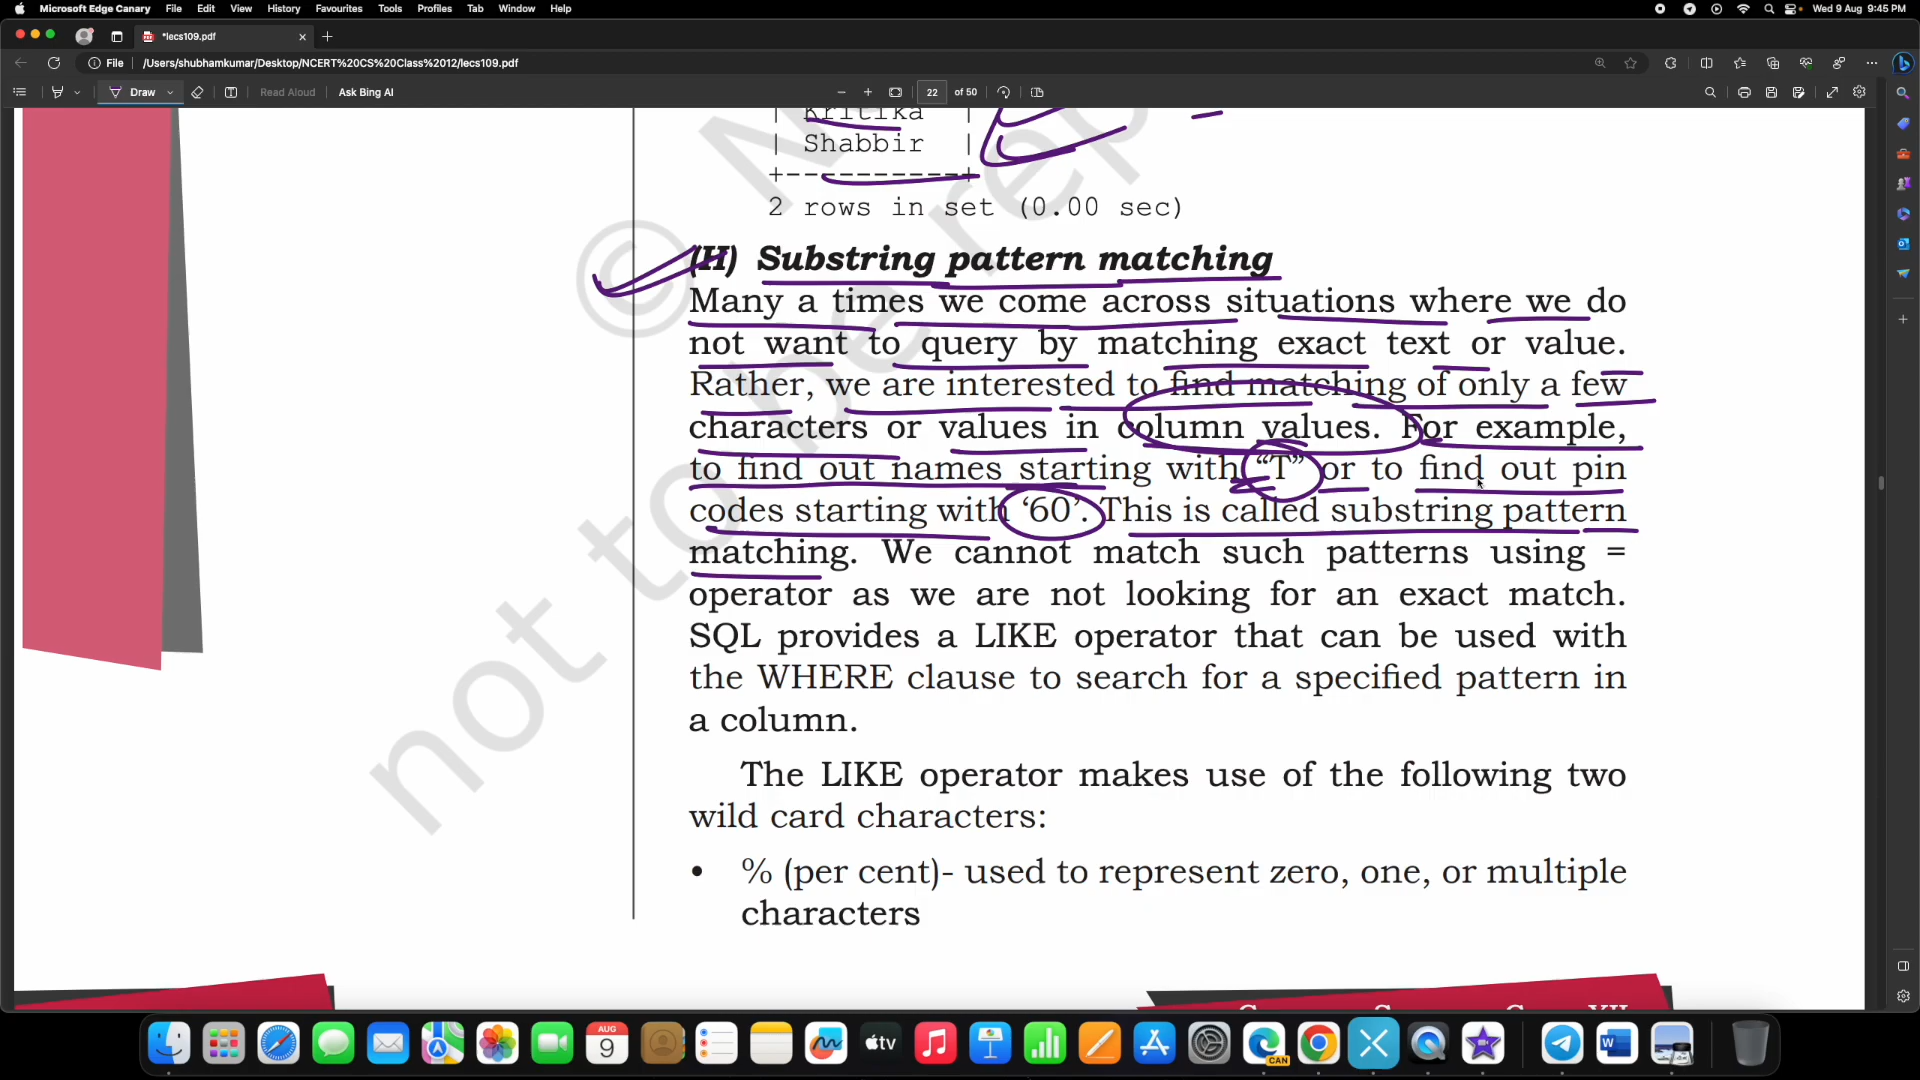 Microsoft Edge Canary File Edit View History Favourites Tools Profiles Tab Window Help Wed 9 Aug 9:45 PM
*lecs109.pdf
File /Users/shubhamkumar/Desktop/NCERT%20CS%20Class%2012/lecs109.pdf
Draw Read Aloud Ask Bing AI 22 of 50
| Kritika |
| Shabbir |
+-----------+
2 rows in set (0.00 sec)
(H) Substring pattern matching
Many a times we come across situations where we do
not want to query by matching exact text or value.
Rather, we are interested to find matching of only a few
characters or values in column values. For example,
to find out names starting with “T” or to find out pin
codes starting with ‘60’. This is called substring pattern
matching. We cannot match such patterns using =
operator as we are not looking for an exact match.
SQL provides a LIKE operator that can be used with
the WHERE clause to search for a specified pattern in
a column.
The LIKE operator makes use of the following two
wild card characters:
• % (per cent)- used to represent zero, one, or multiple
characters
not to be rep
AUG
9
tv
CAN
W